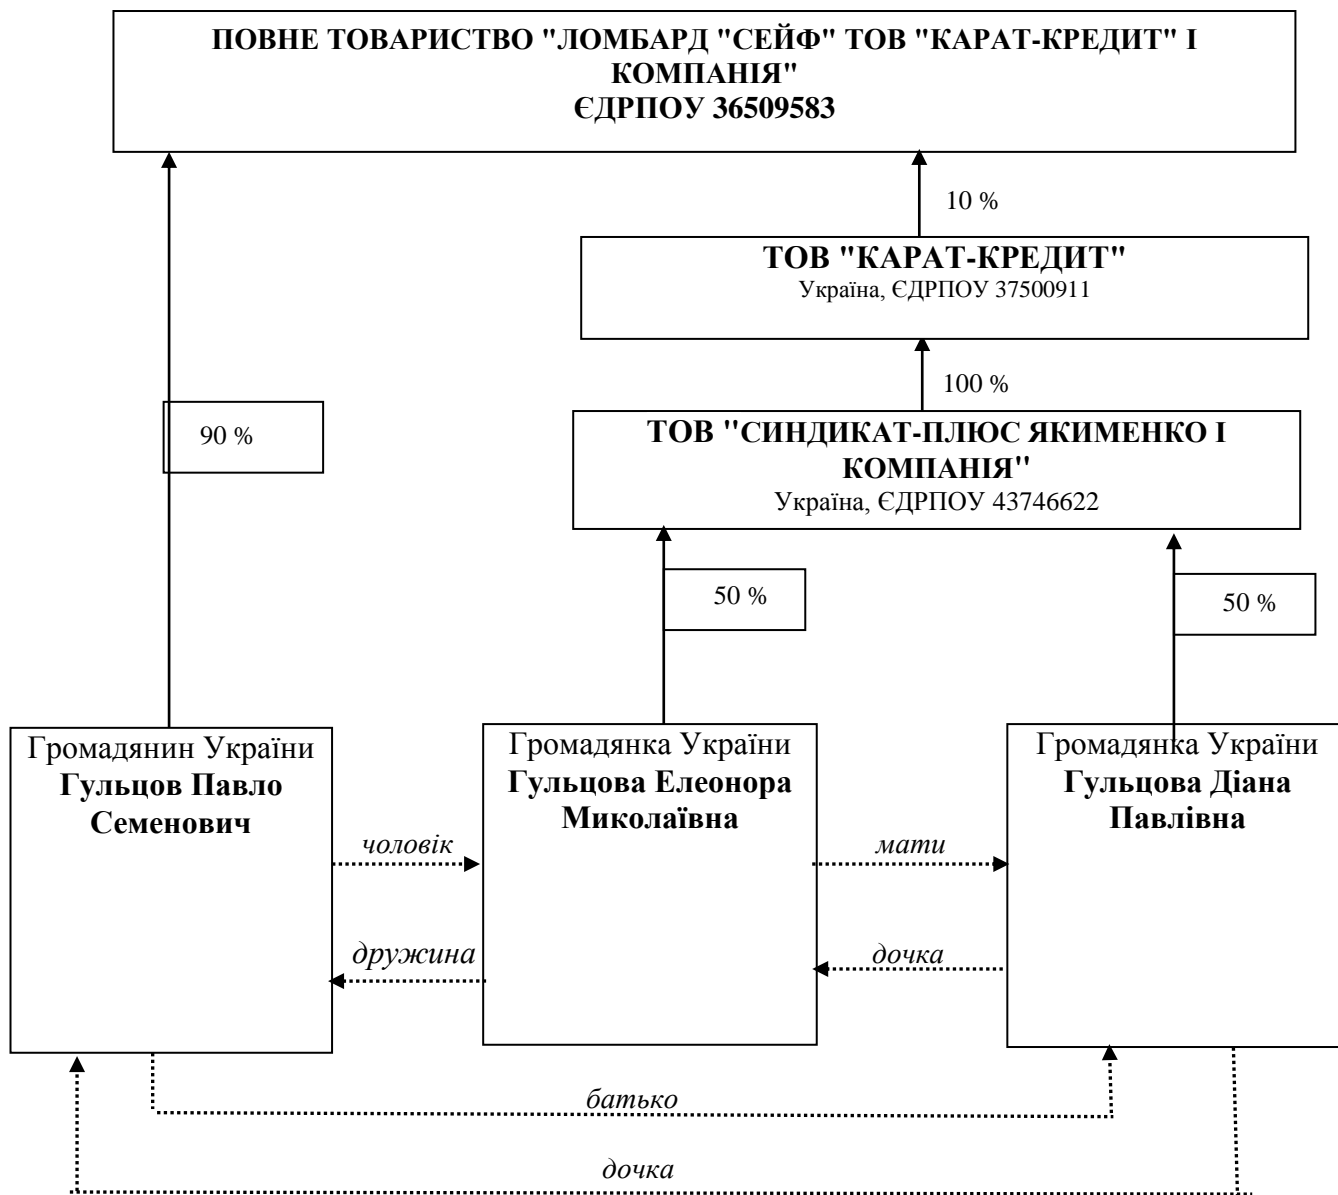 ПОВНЕ ТОВАРИСТВО "ЛОМБАРД "СЕЙФ" ТОВ "КАРАТ-КРЕДИТ" І
КОМПАНІЯ"
ЄДРПОУ 36509583
10 %
ТОВ "КАРАТ-КРЕДИТ"
Україна, ЄДРПОУ 37500911
100 %
90 %
ТОВ "СИНДИКАТ-ПЛЮС ЯКИМЕНКО І
КОМПАНІЯ"
Україна, ЄДРПОУ 43746622
50 %
50 %
Громадянин України
Гульцов Павло
Семенович
Громадянка України
Гульцова Елеонора
Миколаївна
Громадянка України
Гульцова Діана
Павлівна
чоловік
мати
дружина
дочка
батько
дочка